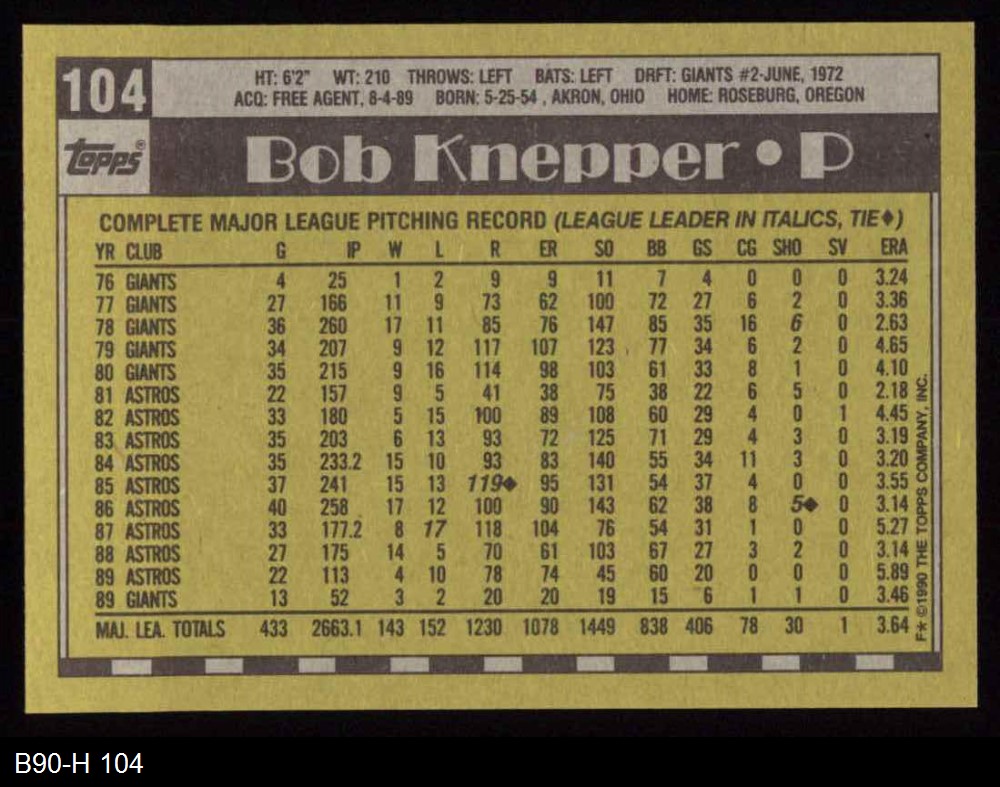 104
HT: 6'2" WT: 210 THROWS: LEFT BATS: LEFT DRFT: GIANTS #2-JUNE, 1972
ACQ: FREE AGENT, 8-4-89 BORN: 5-25-54 , AKRON, OHIO HOME: ROSEBURG, OREGON
Topps®
Bob Knepper • P
COMPLETE MAJOR LEAGUE PITCHING RECORD (LEAGUE LEADER IN ITALICS, TIE♦)
YR CLUB G IP W L R ER SO BB GS CG SHO SV ERA
76 GIANTS 4 25 1 2 9 9 11 7 4 0 0 0 3.24
77 GIANTS 27 166 11 9 73 62 100 72 27 6 2 0 3.36
78 GIANTS 36 260 17 11 85 76 147 85 35 16 6 0 2.63
79 GIANTS 34 207 9 12 117 107 123 77 34 6 2 0 4.65
80 GIANTS 35 215 9 16 114 98 103 61 33 8 1 0 4.10
81 ASTROS 22 157 9 5 41 38 75 38 22 6 5 0 2.18
82 ASTROS 33 180 5 15 100 89 108 60 29 4 0 1 4.45
83 ASTROS 35 203 6 13 93 72 125 71 29 4 3 0 3.19
84 ASTROS 35 233.2 15 10 93 83 140 55 34 11 3 0 3.20
85 ASTROS 37 241 15 13 119♦ 95 131 54 37 4 0 0 3.55
86 ASTROS 40 258 17 12 100 90 143 62 38 8 5♦ 0 3.14
87 ASTROS 33 177.2 8 17 118 104 76 54 31 1 0 0 5.27
88 ASTROS 27 175 14 5 70 61 103 67 27 3 2 0 3.14
89 ASTROS 22 113 4 10 78 74 45 60 20 0 0 0 5.89
89 GIANTS 13 52 3 2 20 20 19 15 6 1 1 0 3.46
MAJ. LEA. TOTALS 433 2663.1 143 152 1230 1078 1449 838 406 78 30 1 3.64
F★ ©1990 THE TOPPS COMPANY, INC.
B90-H 104